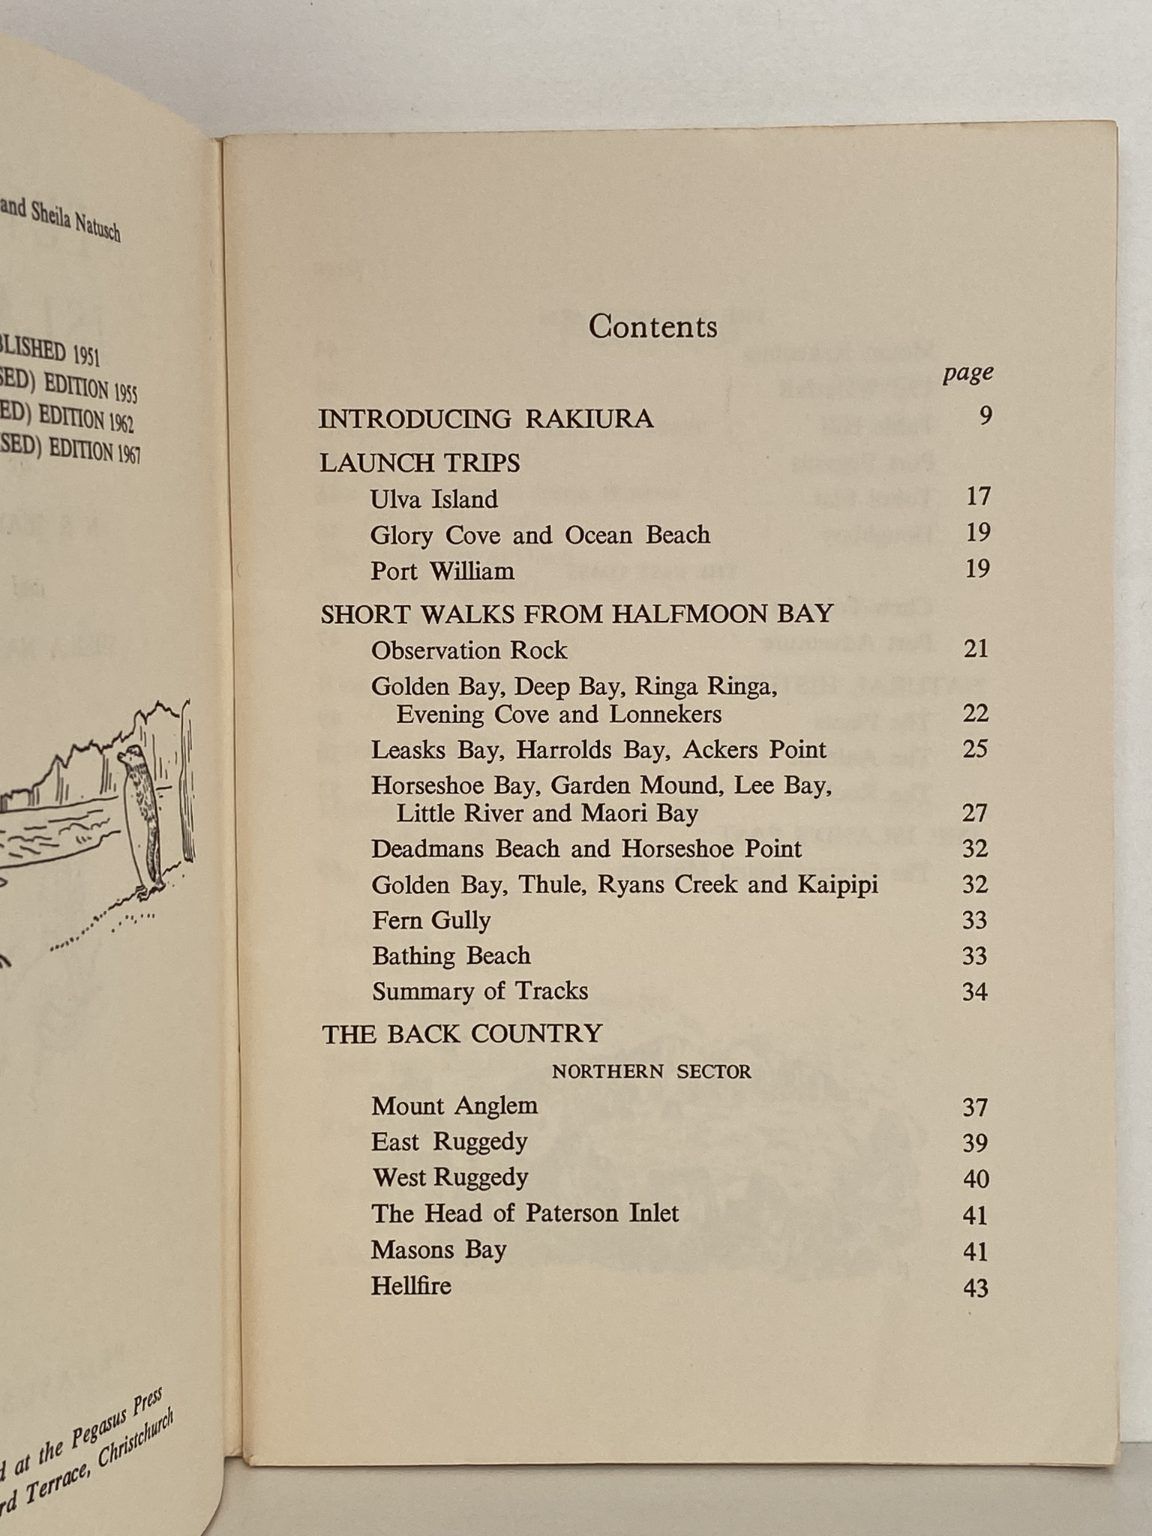 and Sheila Natusch
BLISHED 1951
SED) EDITION 1955
ED) EDITION 1962
SED) EDITION 1967
d at the Pegasus Press
rd Terrace, Christchurch
Contents
page
INTRODUCING RAKIURA 9
LAUNCH TRIPS
Ulva Island 17
Glory Cove and Ocean Beach 19
Port William 19
SHORT WALKS FROM HALFMOON BAY
Observation Rock 21
Golden Bay, Deep Bay, Ringa Ringa,
Evening Cove and Lonnekers 22
Leasks Bay, Harrolds Bay, Ackers Point 25
Horseshoe Bay, Garden Mound, Lee Bay,
Little River and Maori Bay 27
Deadmans Beach and Horseshoe Point 32
Golden Bay, Thule, Ryans Creek and Kaipipi 32
Fern Gully 33
Bathing Beach 33
Summary of Tracks 34
THE BACK COUNTRY
NORTHERN SECTOR
Mount Anglem 37
East Ruggedy 39
West Ruggedy 40
The Head of Paterson Inlet 41
Masons Bay 41
Hellfire 43